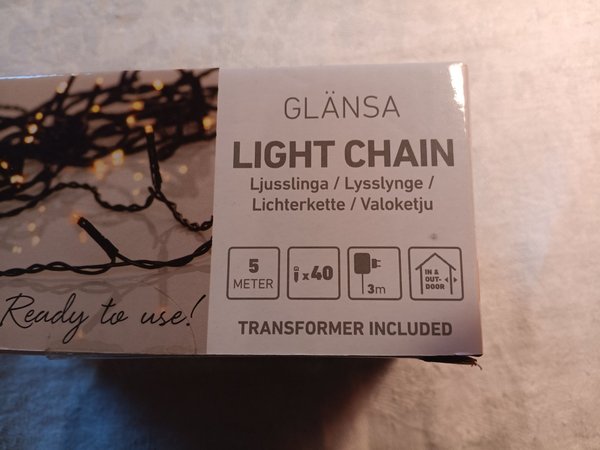 GLÄNSA
LIGHT CHAIN
Ljusslinga / Lysslynge /
Lichterkette / Valoketju
5
METER
x40
3m
IN &
OUT-
DOOR
Ready to use!
TRANSFORMER INCLUDED